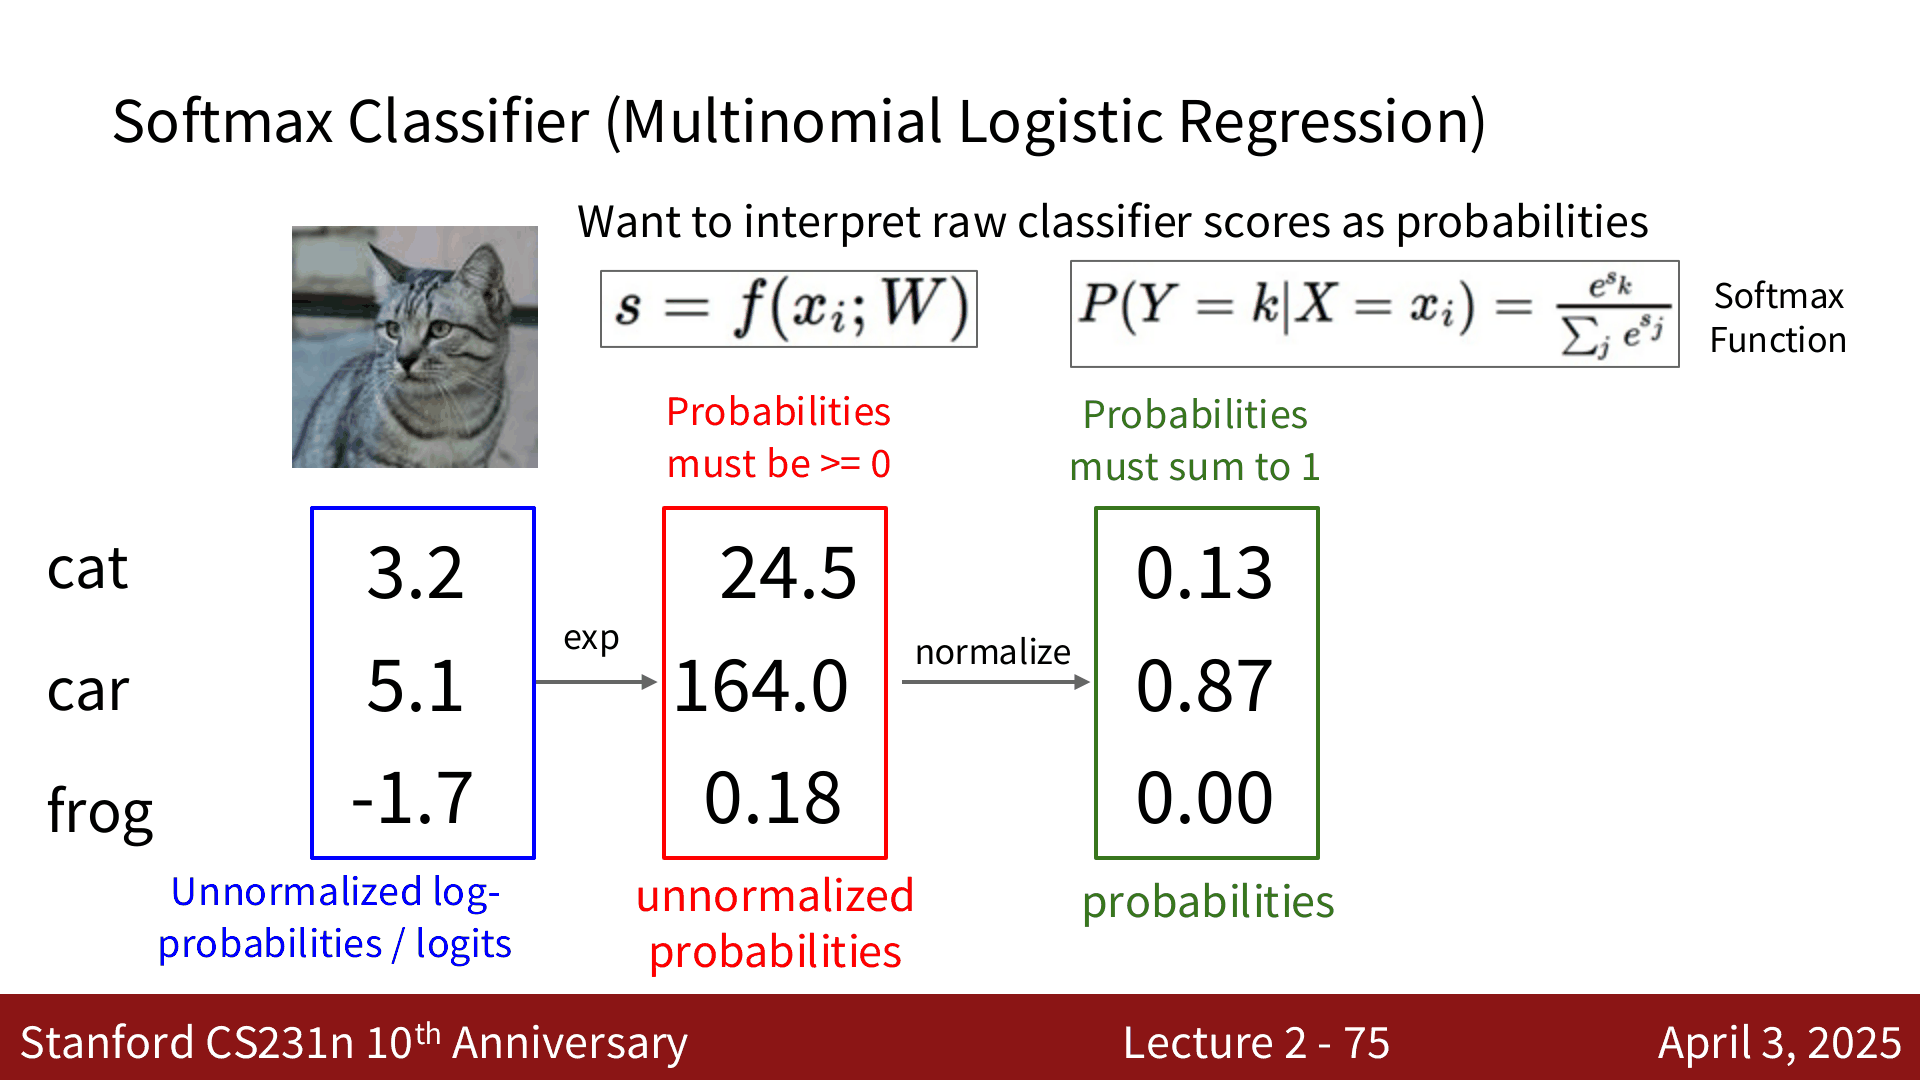 Softmax Classifier (Multinomial Logistic Regression)
Want to interpret raw classifier scores as probabilities
s = f(x_i; W)
P(Y = k|X = x_i) = e^{s_k} / ∑_j e^{s_j}
Softmax
Function
Probabilities
must be >= 0
Probabilities
must sum to 1
cat 3.2 24.5 0.13
exp
normalize
car 5.1 164.0 0.87
frog -1.7 0.18 0.00
Unnormalized log-
probabilities / logits
unnormalized
probabilities
probabilities
Stanford CS231n 10th Anniversary Lecture 2 - 75 April 3, 2025